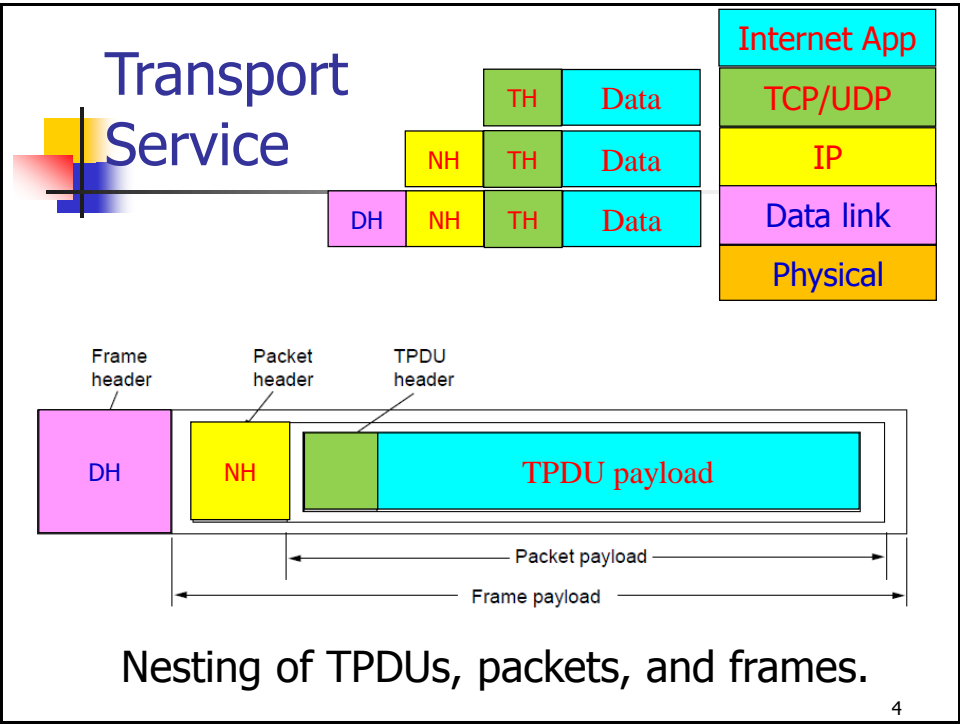 Transport
Service
Internet App
TH Data TCP/UDP
NH TH Data IP
DH NH TH Data Data link
Physical
Frame header
Packet header
TPDU header
DH NH TPDU payload
Packet payload
Frame payload
Nesting of TPDUs, packets, and frames.
4